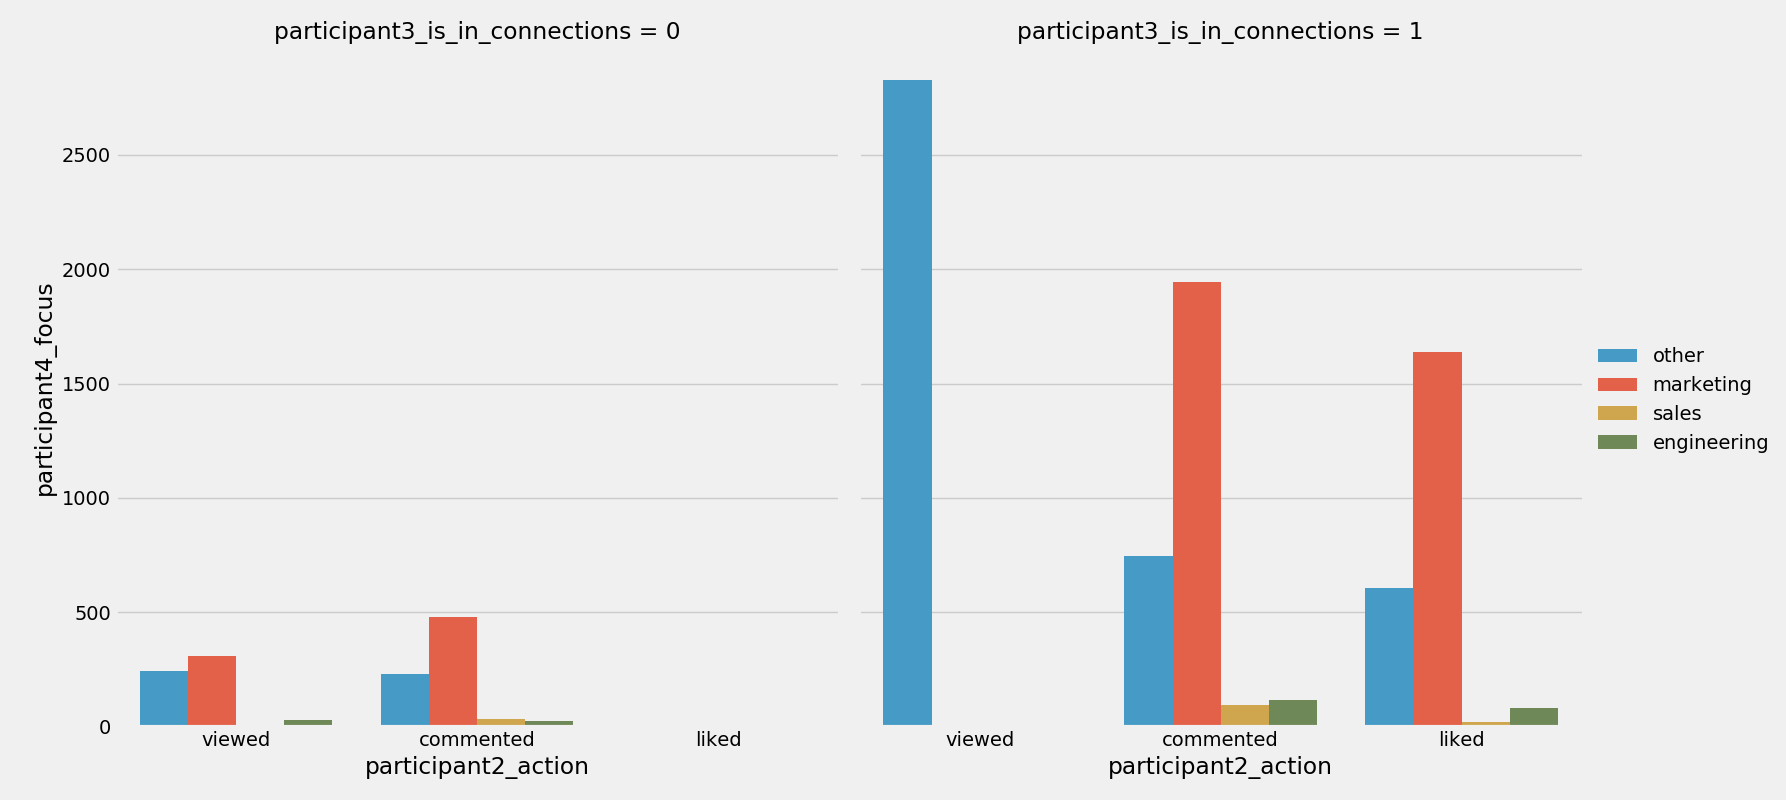 participant3_is_in_connections = 0
participant3_is_in_connections = 1
participant4_focus
2500
2000
1500
1000
500
0
viewed
commented
liked
viewed
commented
liked
participant2_action
participant2_action
other
marketing
sales
engineering